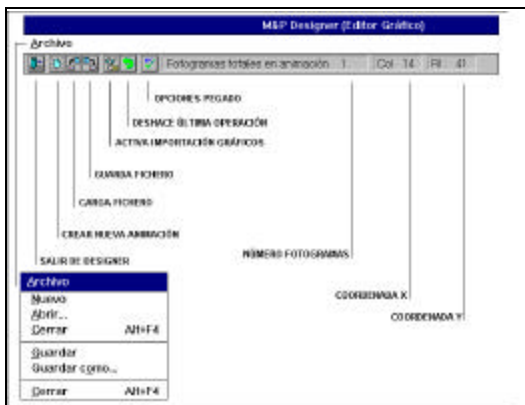 M&P Designer (Editor Gráfico)
Archivo
Fotogramas totales en animación 1 Col 14 Fil 41
OPCIONES PEGADO
DESHACE ÚLTIMA OPERACIÓN
ACTIVA IMPORTACIÓN GRÁFICOS
GUARDA FICHERO
CARGA FICHERO
CREAR NUEVA ANIMACIÓN
SALIR DE DESIGNER
NÚMERO FOTOGRAMAS
COORDENADA X
COORDENADA Y
Archivo
Nuevo
Abrir...
Cerrar Alt+F4
Guardar
Guardar como...
Cerrar Alt+F4